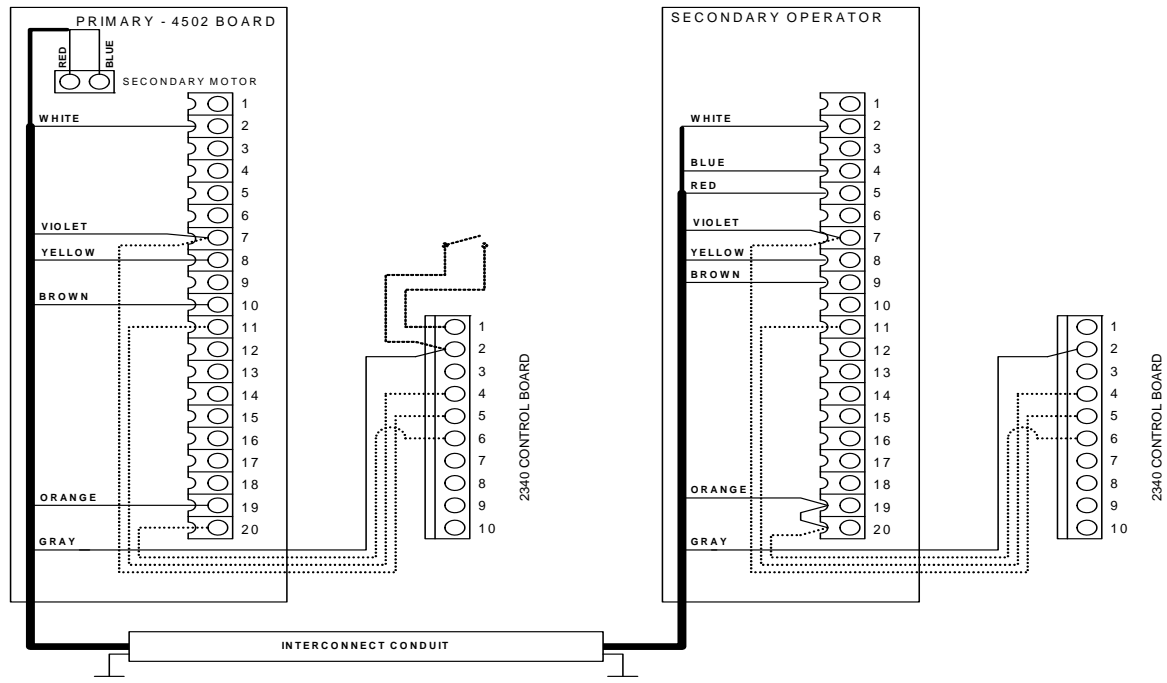 PRIMARY - 4502 BOARD
RED
BLUE
SECONDARY MOTOR
WHITE
VIOLET
YELLOW
BROWN
ORANGE
GRAY
1
2
3
4
5
6
7
8
9
10
11
12
13
14
15
16
17
18
19
20
1
2
3
4
5
6
7
8
9
10
2340 CONTROL BOARD
SECONDARY OPERATOR
WHITE
BLUE
RED
VIOLET
YELLOW
BROWN
ORANGE
GRAY
1
2
3
4
5
6
7
8
9
10
11
12
13
14
15
16
17
18
19
20
1
2
3
4
5
6
7
8
9
10
2340 CONTROL BOARD
INTERCONNECT CONDUIT